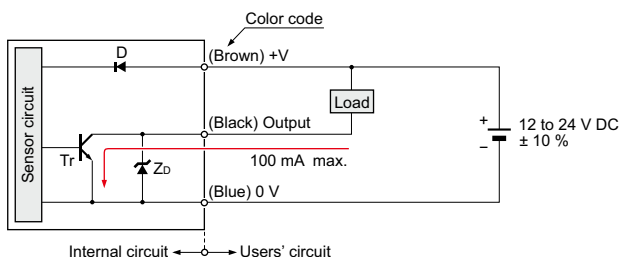 Color code
D
(Brown) +V
Sensor circuit
Load
(Black) Output
+
−
12 to 24 V DC
± 10 %
Tr
ZD
100 mA max.
(Blue) 0 V
Internal circuit
Users' circuit